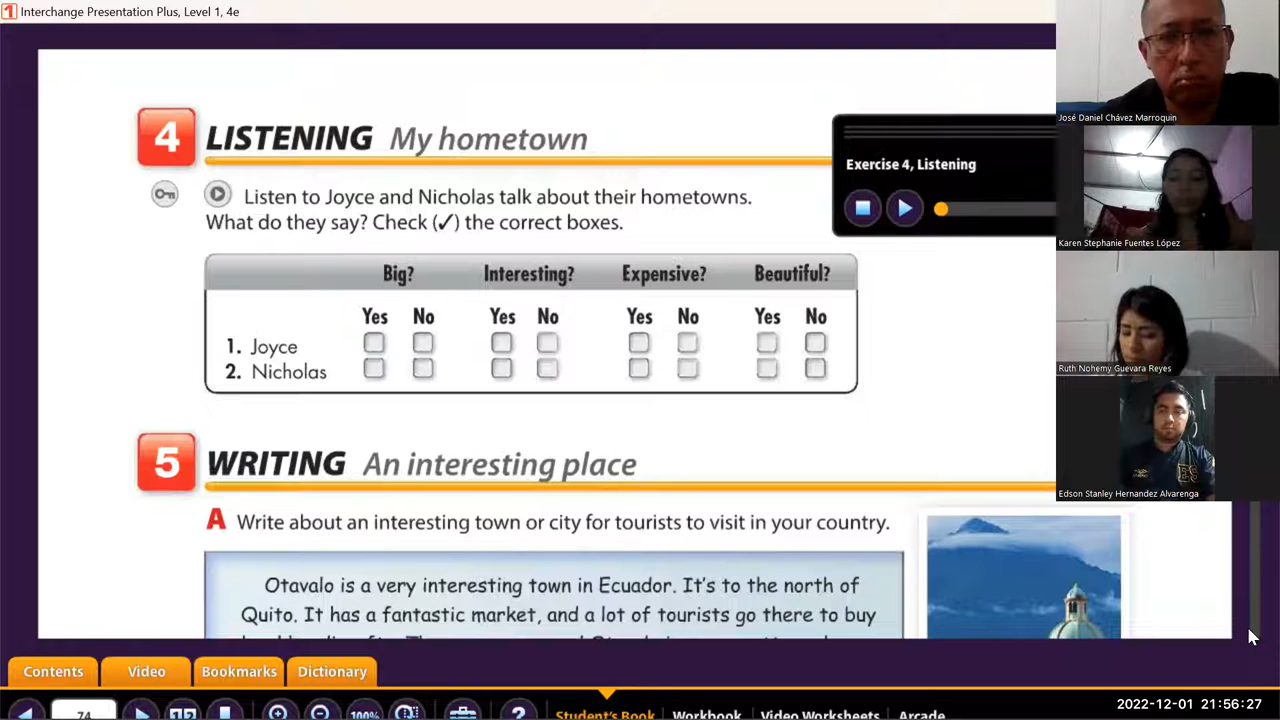 Interchange Presentation Plus, Level 1, 4e
4 LISTENING My hometown
Listen to Joyce and Nicholas talk about their hometowns.
What do they say? Check (✓) the correct boxes.
Exercise 4, Listening
Big? Interesting? Expensive? Beautiful?
Yes No Yes No Yes No Yes No
1. Joyce
2. Nicholas
5 WRITING An interesting place
A Write about an interesting town or city for tourists to visit in your country.
Otavalo is a very interesting town in Ecuador. It's to the north of
Quito. It has a fantastic market, and a lot of tourists go there to buy
José Daniel Chávez Marroquin
Karen Stephanie Fuentes López
Ruth Nohemy Guevara Reyes
Edson Stanley Hernandez Alvarenga
Contents Video Bookmarks Dictionary
74 100% ? Student's Book Workbook Video Worksheets Arcade
2022-12-01 21:56:27